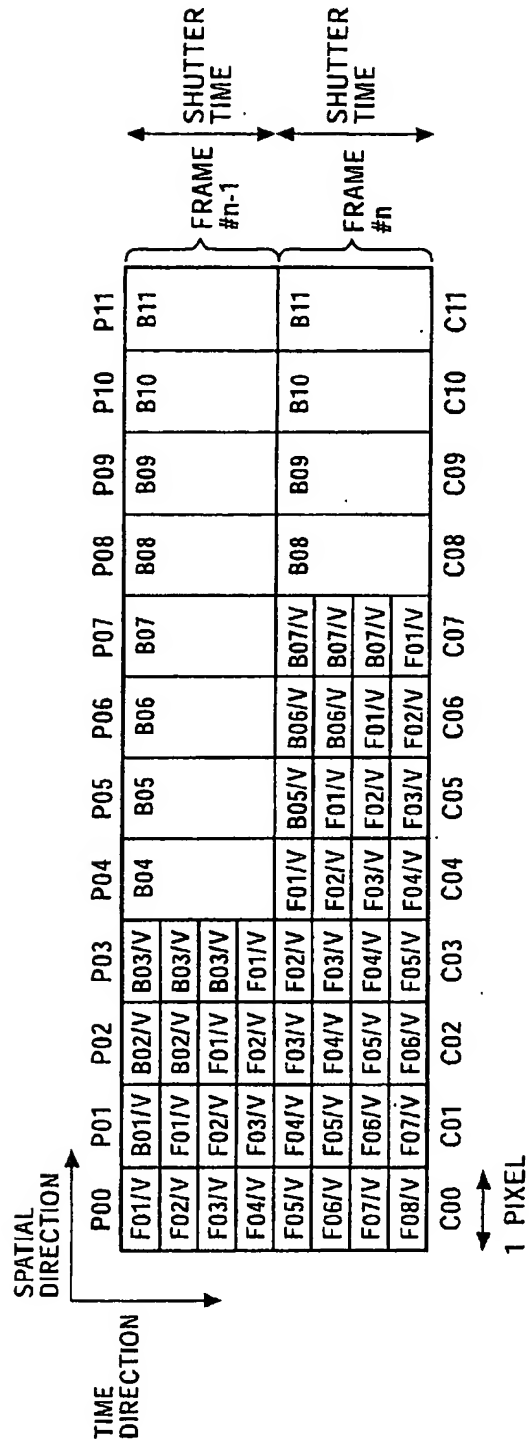 SPATIAL
DIRECTION
TIME
DIRECTION
P00 P01 P02 P03 P04 P05 P06 P07 P08 P09 P10 P11
F01/V B01/V B02/V B03/V B04 B05 B06 B07 B08 B09 B10 B11
F02/V F01/V B02/V B03/V
F03/V F02/V F01/V B03/V
F04/V F03/V F02/V F01/V
FRAME
#n-1
SHUTTER
TIME
F05/V F04/V F03/V F02/V F01/V B05/V B06/V B07/V B08 B09 B10 B11
F06/V F05/V F04/V F03/V F02/V F01/V B06/V B07/V
F07/V F06/V F05/V F04/V F03/V F02/V F01/V B07/V
F08/V F07/V F06/V F05/V F04/V F03/V F02/V F01/V
FRAME
#n
SHUTTER
TIME
C00 C01 C02 C03 C04 C05 C06 C07 C08 C09 C10 C11
1 PIXEL